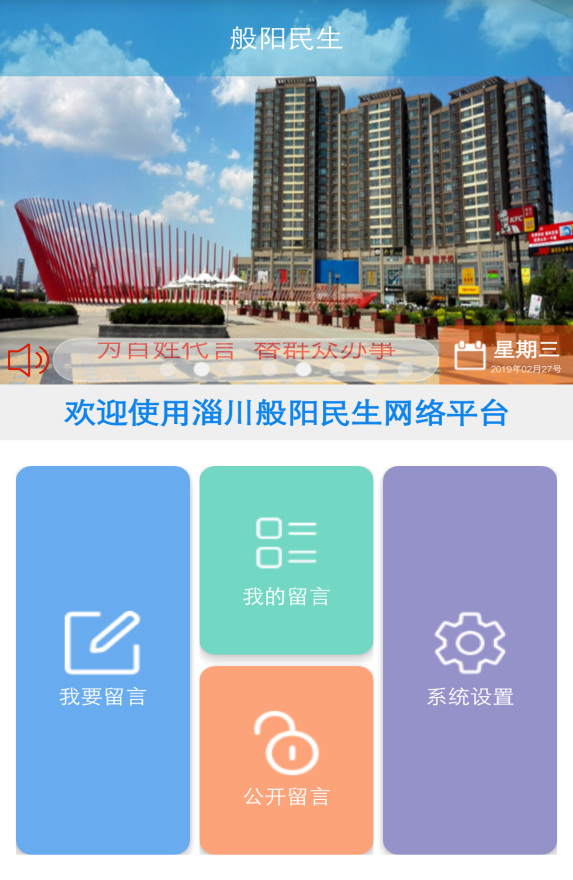 般阳民生
KFC
为百姓代言 替群众办事
星期三
2019年02月27号
欢迎使用淄川般阳民生网络平台
我要留言
我的留言
公开留言
系统设置